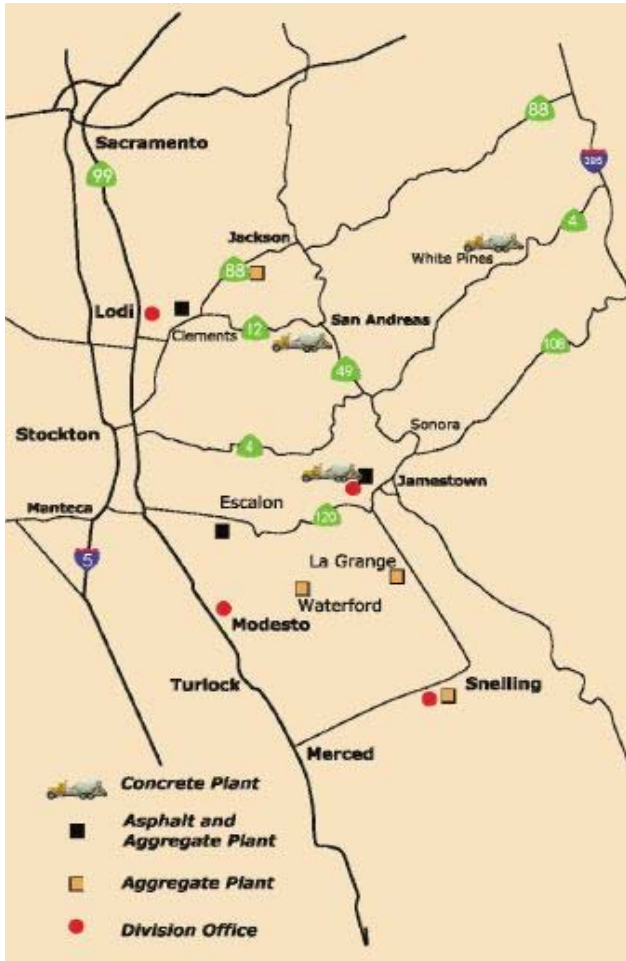 88
395
Sacramento
99
4
Jackson
White Pines
88
Lodi
San Andreas
12
Clements
108
49
Sonora
Stockton
4
Jamestown
Manteca
Escalon
120
5
La Grange
Waterford
Modesto
Turlock
Snelling
Merced
Concrete Plant
Asphalt and
Aggregate Plant
Aggregate Plant
Division Office